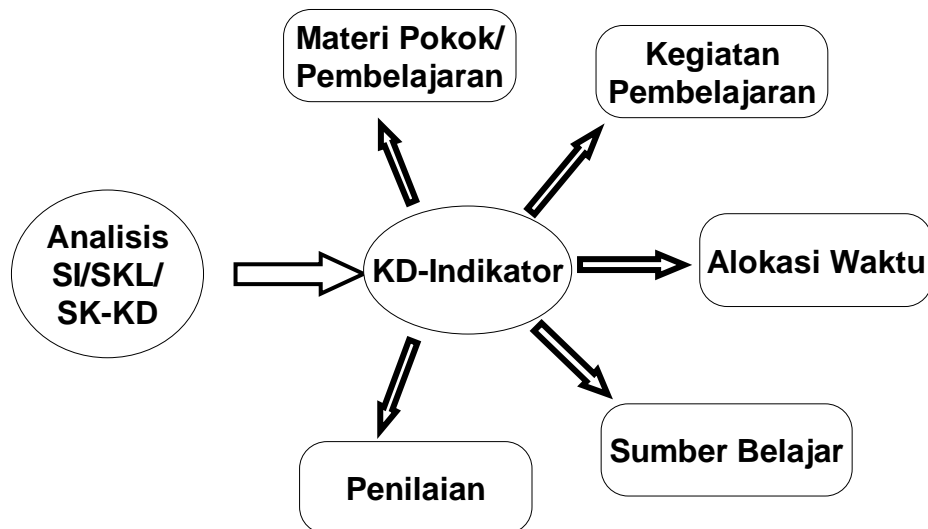 Materi Pokok/
Pembelajaran
Kegiatan
Pembelajaran
Analisis
SI/SKL/
SK-KD
KD-Indikator
Alokasi Waktu
Sumber Belajar
Penilaian